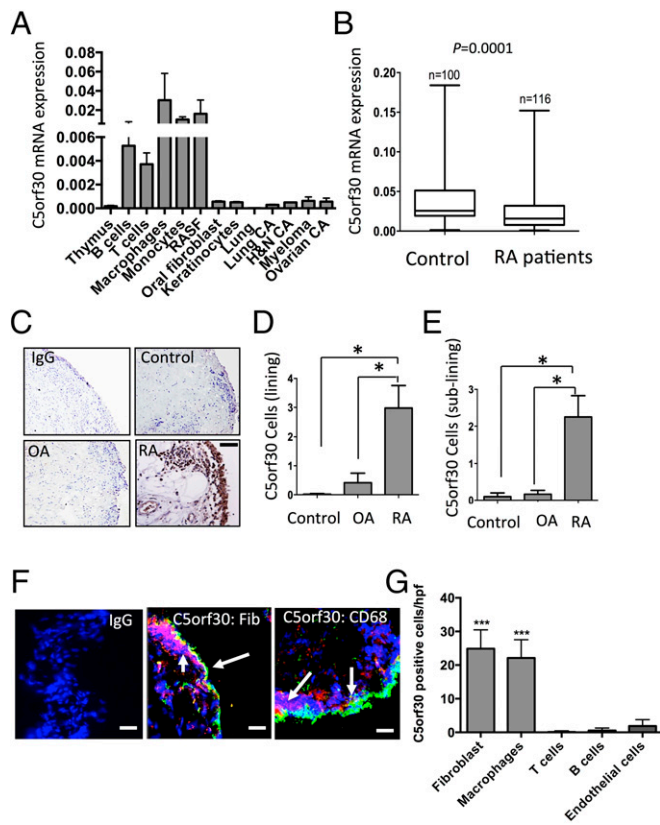 A
C5orf30 mRNA expression
0.08
0.06
0.04
0.02
0.006
0.004
0.002
0.000
Thymus
B cells
T cells
Macrophages
Monocytes
RASF
Oral fibroblast
Keratinocytes
Lung
Lung CA
H&N CA
Myeloma
Ovarian CA
B
P=0.0001
C5orf30 mRNA expression
0.20
0.15
0.10
0.05
0.00
n=100
n=116
Control
RA patients
C
IgG
Control
OA
RA
D
C5orf30 Cells (lining)
4
3
2
1
0
*
*
Control
OA
RA
E
C5orf30 Cells (sub-lining)
3
2
1
0
*
*
Control
OA
RA
F
IgG
C5orf30: Fib
C5orf30: CD68
G
C5orf30 positive cells/hpf
40
30
20
10
0
***
***
Fibroblast
Macrophages
T cells
B cells
Endothelial cells